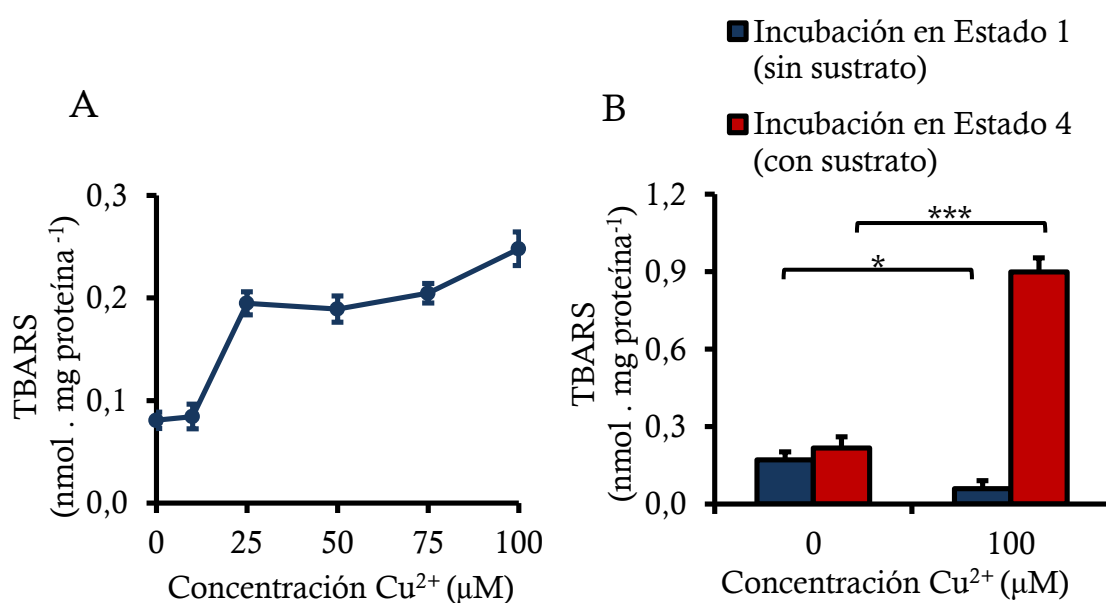 Incubación en Estado 1
(sin sustrato)
Incubación en Estado 4
(con sustrato)
A
TBARS
(nmol . mg proteína⁻¹)
0,3
0,2
0,1
0,0
0 25 50 75 100
Concentración Cu²⁺ (µM)
B
TBARS
(nmol . mg proteína⁻¹)
1,2
0,9
0,6
0,3
0,0
***
*
0 100
Concentración Cu²⁺ (µM)